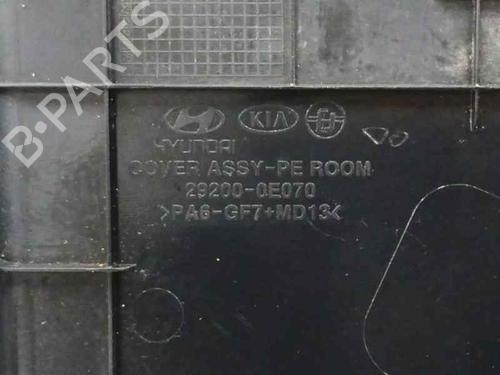 B-PARTS
KIA
HYUNDAI
COVER ASSY-PE ROOM
29200-0E070
>PA6-GF7+MD13<